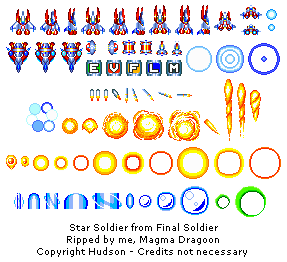 E V F L M
Star Soldier from Final Soldier
Ripped by me, Magma Dragoon
Copyright Hudson - Credits not necessary